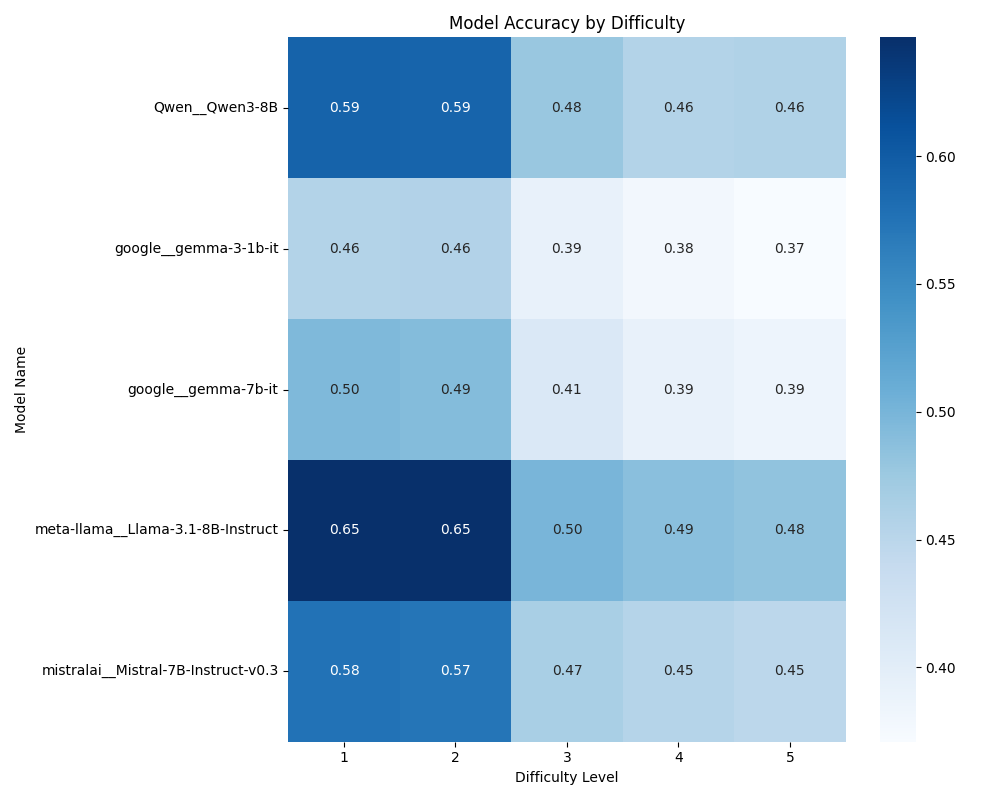 Model Accuracy by Difficulty
Model Name
Qwen__Qwen3-8B 0.59 0.59 0.48 0.46 0.46
google__gemma-3-1b-it 0.46 0.46 0.39 0.38 0.37
google__gemma-7b-it 0.50 0.49 0.41 0.39 0.39
meta-llama__Llama-3.1-8B-Instruct 0.65 0.65 0.50 0.49 0.48
mistralai__Mistral-7B-Instruct-v0.3 0.58 0.57 0.47 0.45 0.45
1 2 3 4 5
Difficulty Level
0.60
0.55
0.50
0.45
0.40